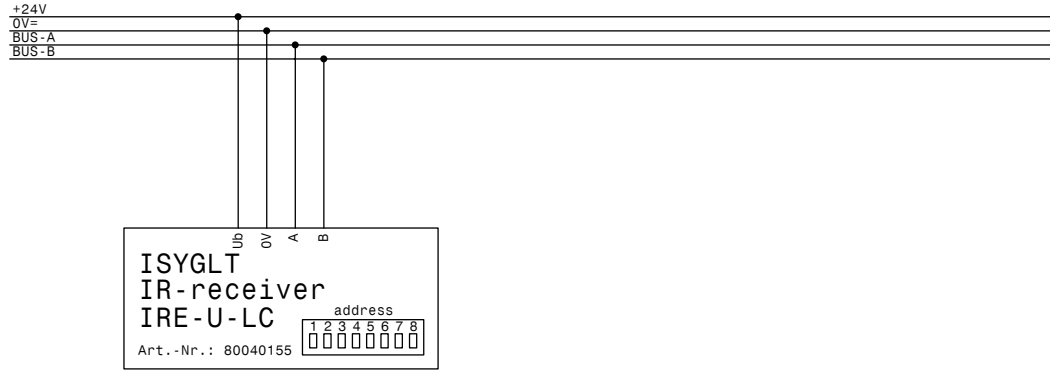 +24V
0V=
BUS-A
BUS-B
Ub 0V A B
ISYGLT
IR-receiver
IRE-U-LC
address
1 2 3 4 5 6 7 8
Art.-Nr.: 80040155